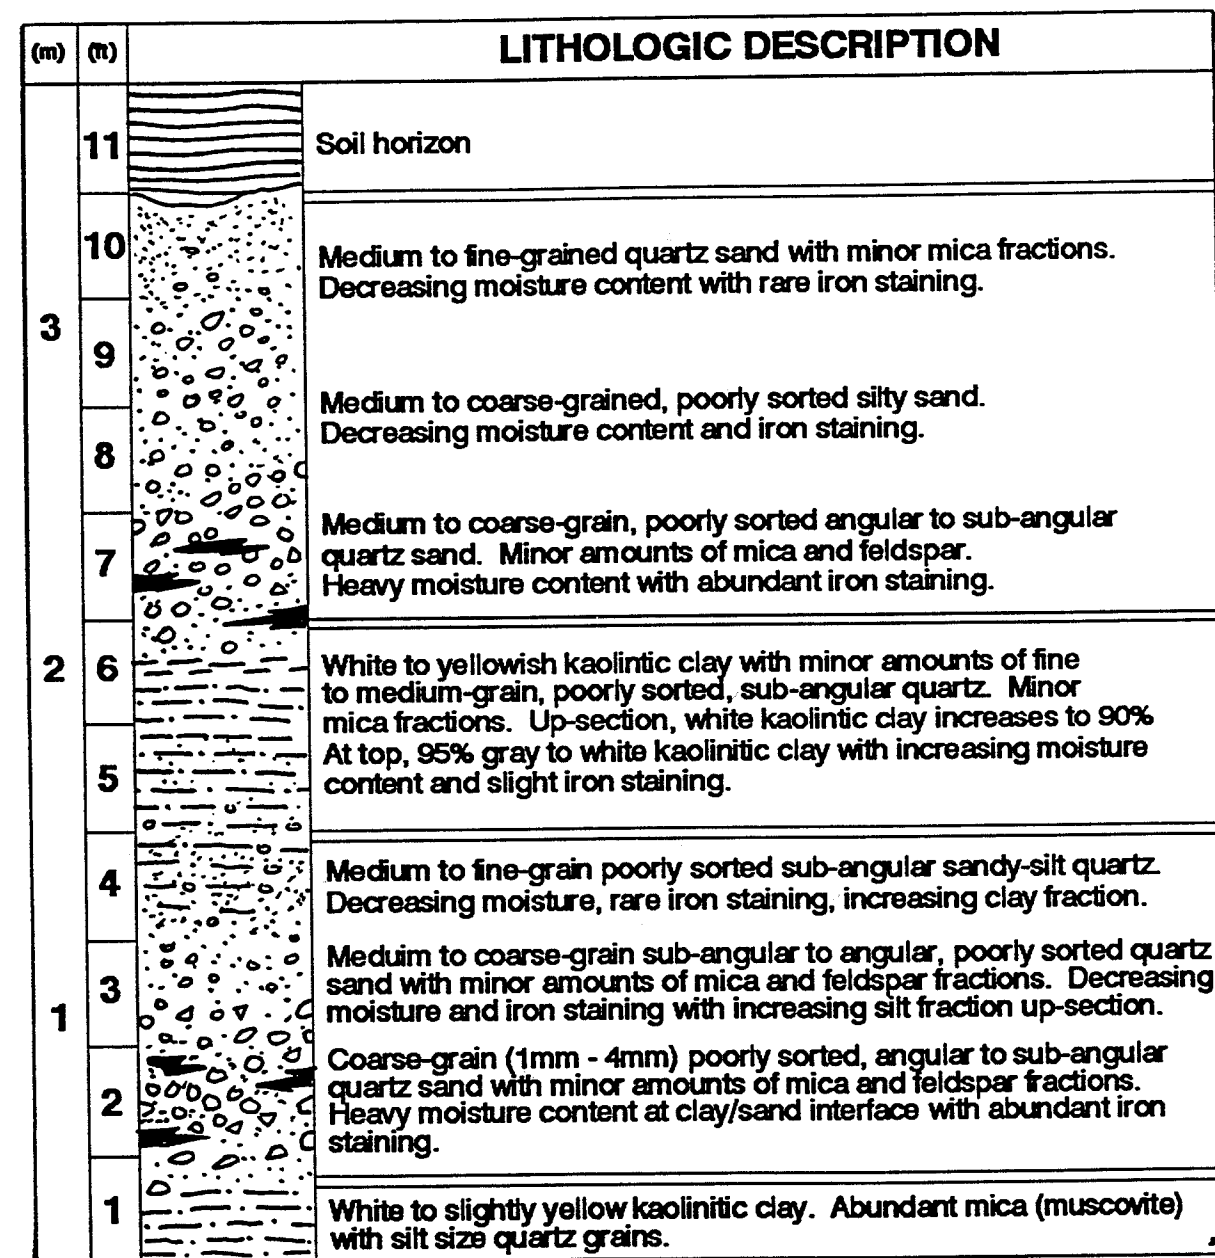 (m) (ft) LITHOLOGIC DESCRIPTION
11 Soil horizon
10 Medium to fine-grained quartz sand with minor mica fractions.
Decreasing moisture content with rare iron staining.
3
9
Medium to coarse-grained, poorly sorted silty sand.
Decreasing moisture content and iron staining.
8
Medium to coarse-grain, poorly sorted angular to sub-angular
7 quartz sand. Minor amounts of mica and feldspar.
Heavy moisture content with abundant iron staining.
2 6 White to yellowish kaolintic clay with minor amounts of fine
to medium-grain, poorly sorted, sub-angular quartz. Minor
mica fractions. Up-section, white kaolintic clay increases to 90%
At top, 95% gray to white kaolinitic clay with increasing moisture
5 content and slight iron staining.
4 Medium to fine-grain poorly sorted sub-angular sandy-silt quartz.
Decreasing moisture, rare iron staining, increasing clay fraction.
Meduim to coarse-grain sub-angular to angular, poorly sorted quartz
3 sand with minor amounts of mica and feldspar fractions. Decreasing
1 moisture and iron staining with increasing silt fraction up-section.
Coarse-grain (1mm - 4mm) poorly sorted, angular to sub-angular
quartz sand with minor amounts of mica and feldspar fractions.
2 Heavy moisture content at clay/sand interface with abundant iron
staining.
1 White to slightly yellow kaolinitic clay. Abundant mica (muscovite)
with silt size quartz grains.